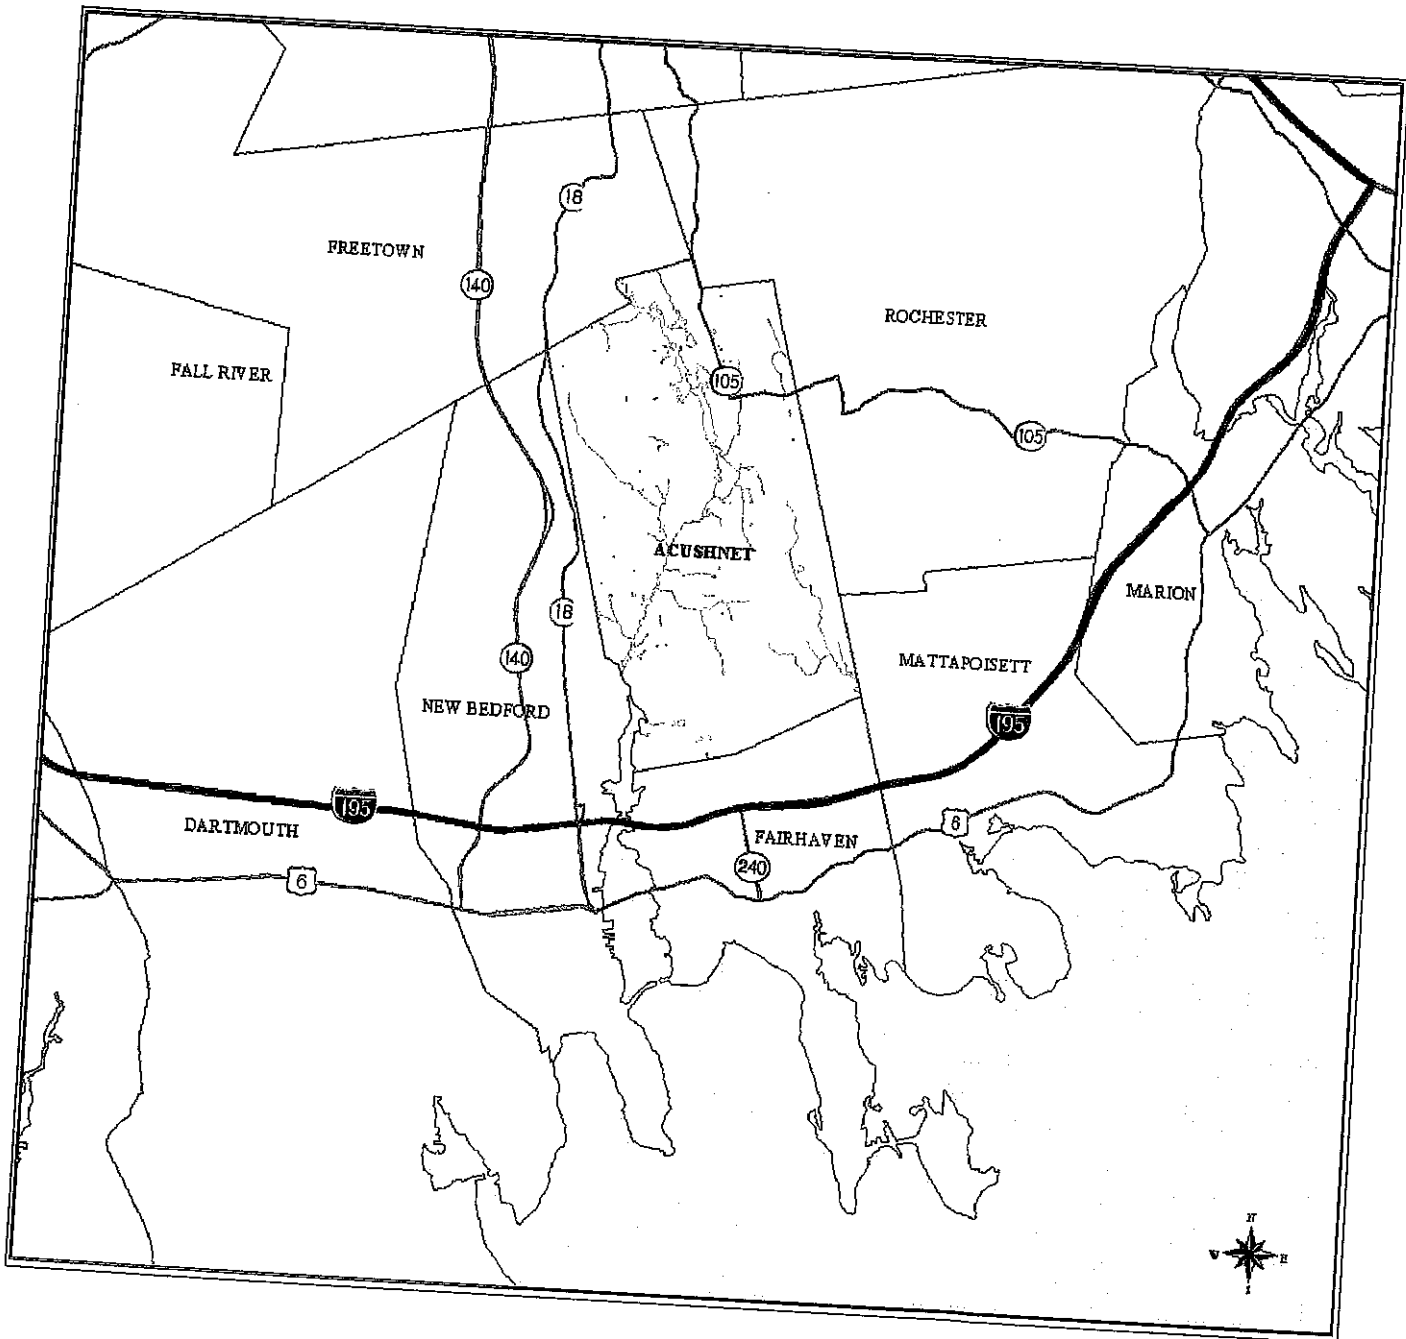 18
FREETOWN
140
ROCHESTER
FALL RIVER
105
105
ACUSHNET
MARION
18
140
MATTAPOISETT
NEW BEDFORD
195
195
DARTMOUTH
6
FAIRHAVEN
240
6
N
W
E